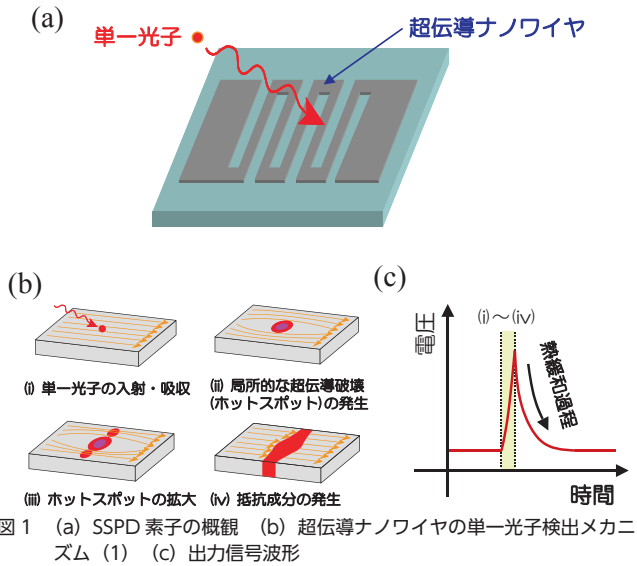 (a)
単一光子
超伝導ナノワイヤ
(b)
(i) 単一光子の入射・吸収
(ii) 局所的な超伝導破壊
(ホットスポット)の発生
(iii) ホットスポットの拡大
(iv) 抵抗成分の発生
(c)
電圧
(i)～(iv)
熱緩和過程
時間
図1 (a) SSPD 素子の概観 (b) 超伝導ナノワイヤの単一光子検出メカニ
ズム (1) (c) 出力信号波形